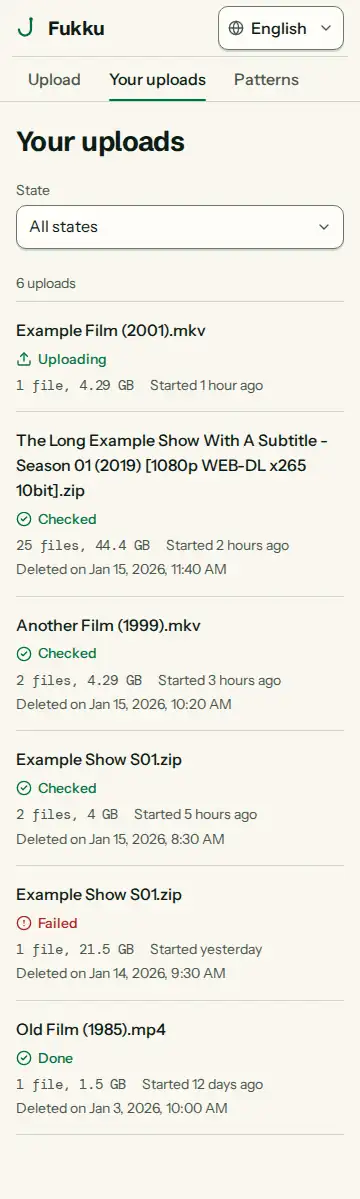 Fukku
English
Upload
Your uploads
Patterns
Your uploads
State
All states
6 uploads
Example Film (2001).mkv
Uploading
1 file, 4.29 GB Started 1 hour ago
The Long Example Show With A Subtitle -
Season 01 (2019) [1080p WEB-DL x265
10bit].zip
Checked
25 files, 44.4 GB Started 2 hours ago
Deleted on Jan 15, 2026, 11:40 AM
Another Film (1999).mkv
Checked
2 files, 4.29 GB Started 3 hours ago
Deleted on Jan 15, 2026, 10:20 AM
Example Show S01.zip
Checked
2 files, 4 GB Started 5 hours ago
Deleted on Jan 15, 2026, 8:30 AM
Example Show S01.zip
Failed
1 file, 21.5 GB Started yesterday
Deleted on Jan 14, 2026, 9:30 AM
Old Film (1985).mp4
Done
1 file, 1.5 GB Started 12 days ago
Deleted on Jan 3, 2026, 10:00 AM